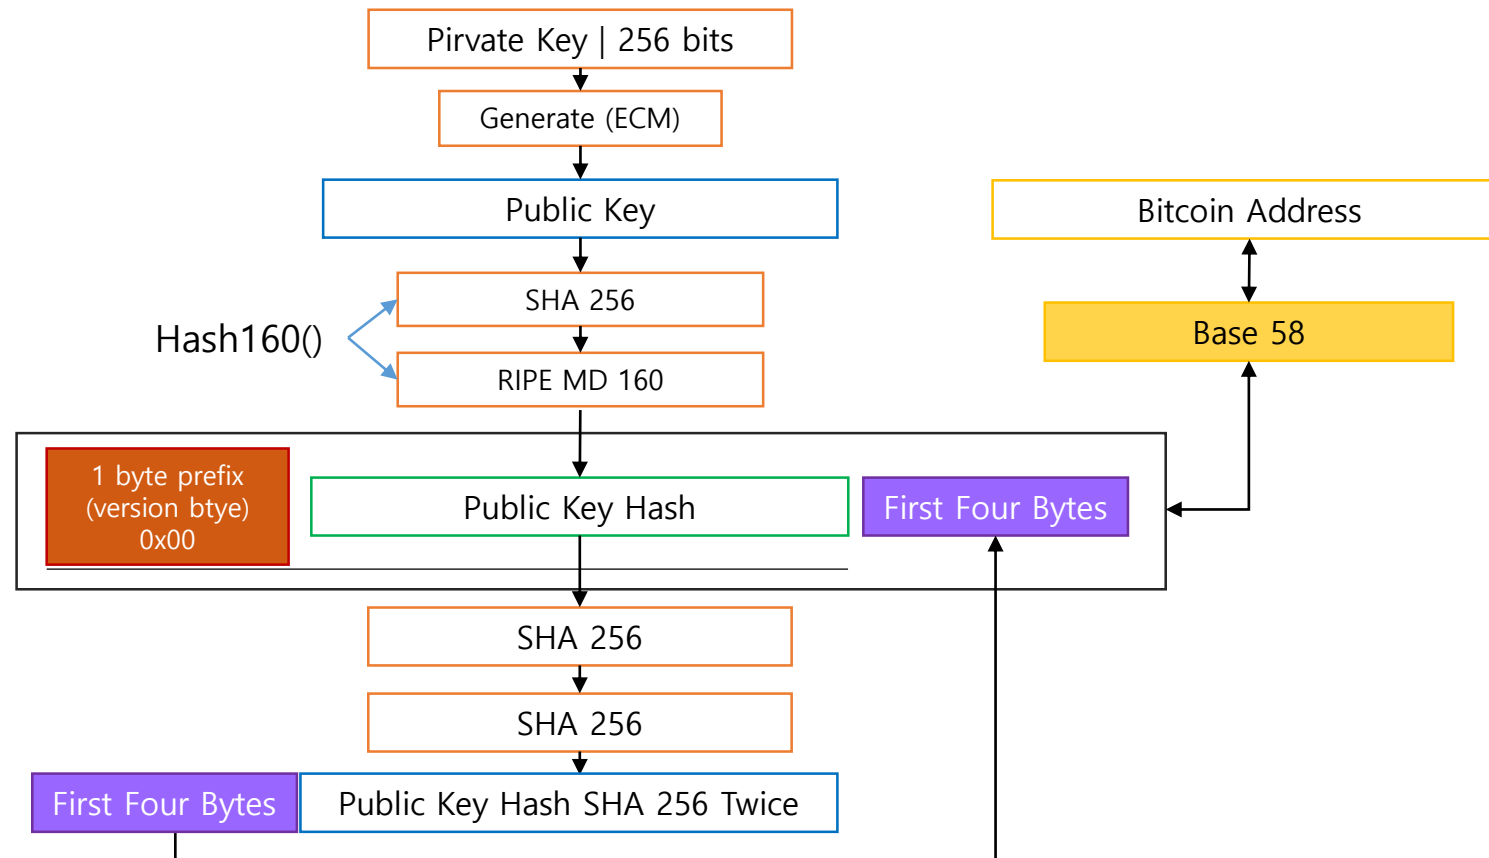 Pirvate Key | 256 bits
Generate (ECM)
Public Key
Bitcoin Address
SHA 256
Hash160()
Base 58
RIPE MD 160
1 byte prefix
(version btye)
0x00
Public Key Hash
First Four Bytes
SHA 256
SHA 256
First Four Bytes
Public Key Hash SHA 256 Twice